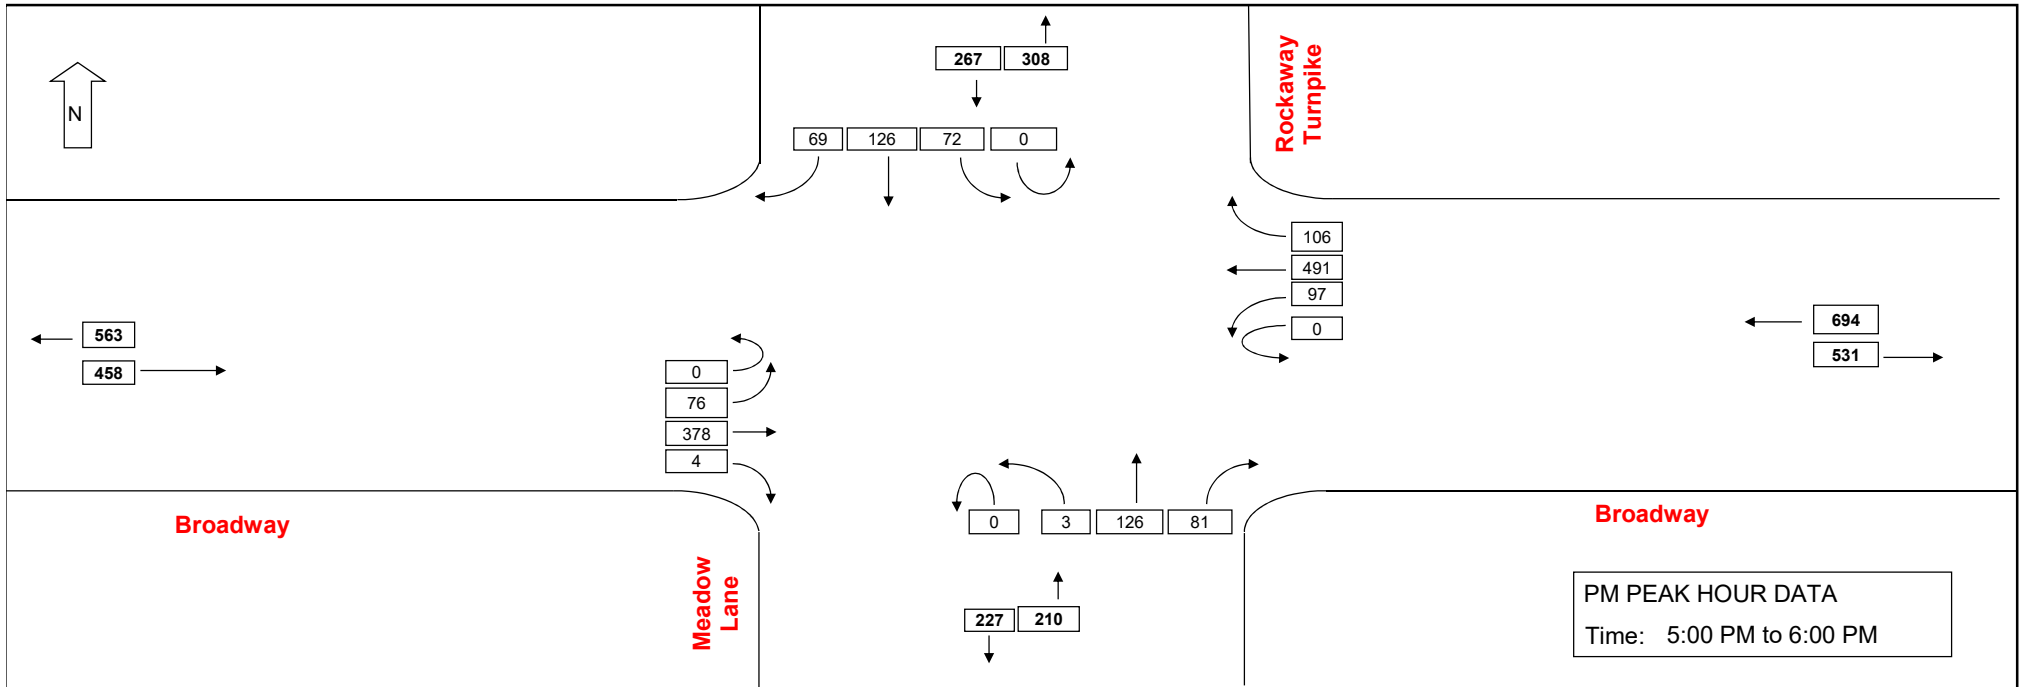 267 308
Rockaway
Turnpike
N
69 126 72 0
106
491
97
0
563
458
694
531
0
76
378
4
0 3 126 81
Broadway
Broadway
Meadow
Lane
227 210
PM PEAK HOUR DATA
Time: 5:00 PM to 6:00 PM